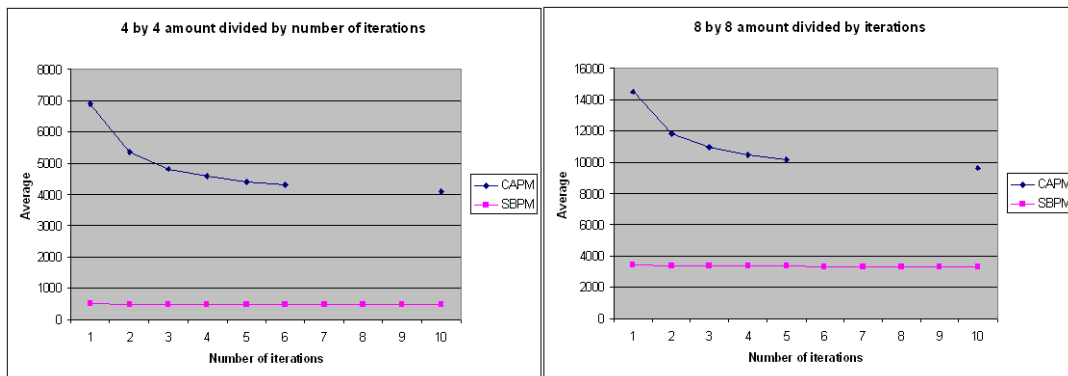 4 by 4 amount divided by number of iterations
8000
7000
6000
5000
4000
3000
2000
1000
0
Average
1 2 3 4 5 6 7 8 9 10
Number of iterations
CAPM
SBPM
8 by 8 amount divided by iterations
16000
14000
12000
10000
8000
6000
4000
2000
0
Average
1 2 3 4 5 6 7 8 9 10
Number of iterations
CAPM
SBPM